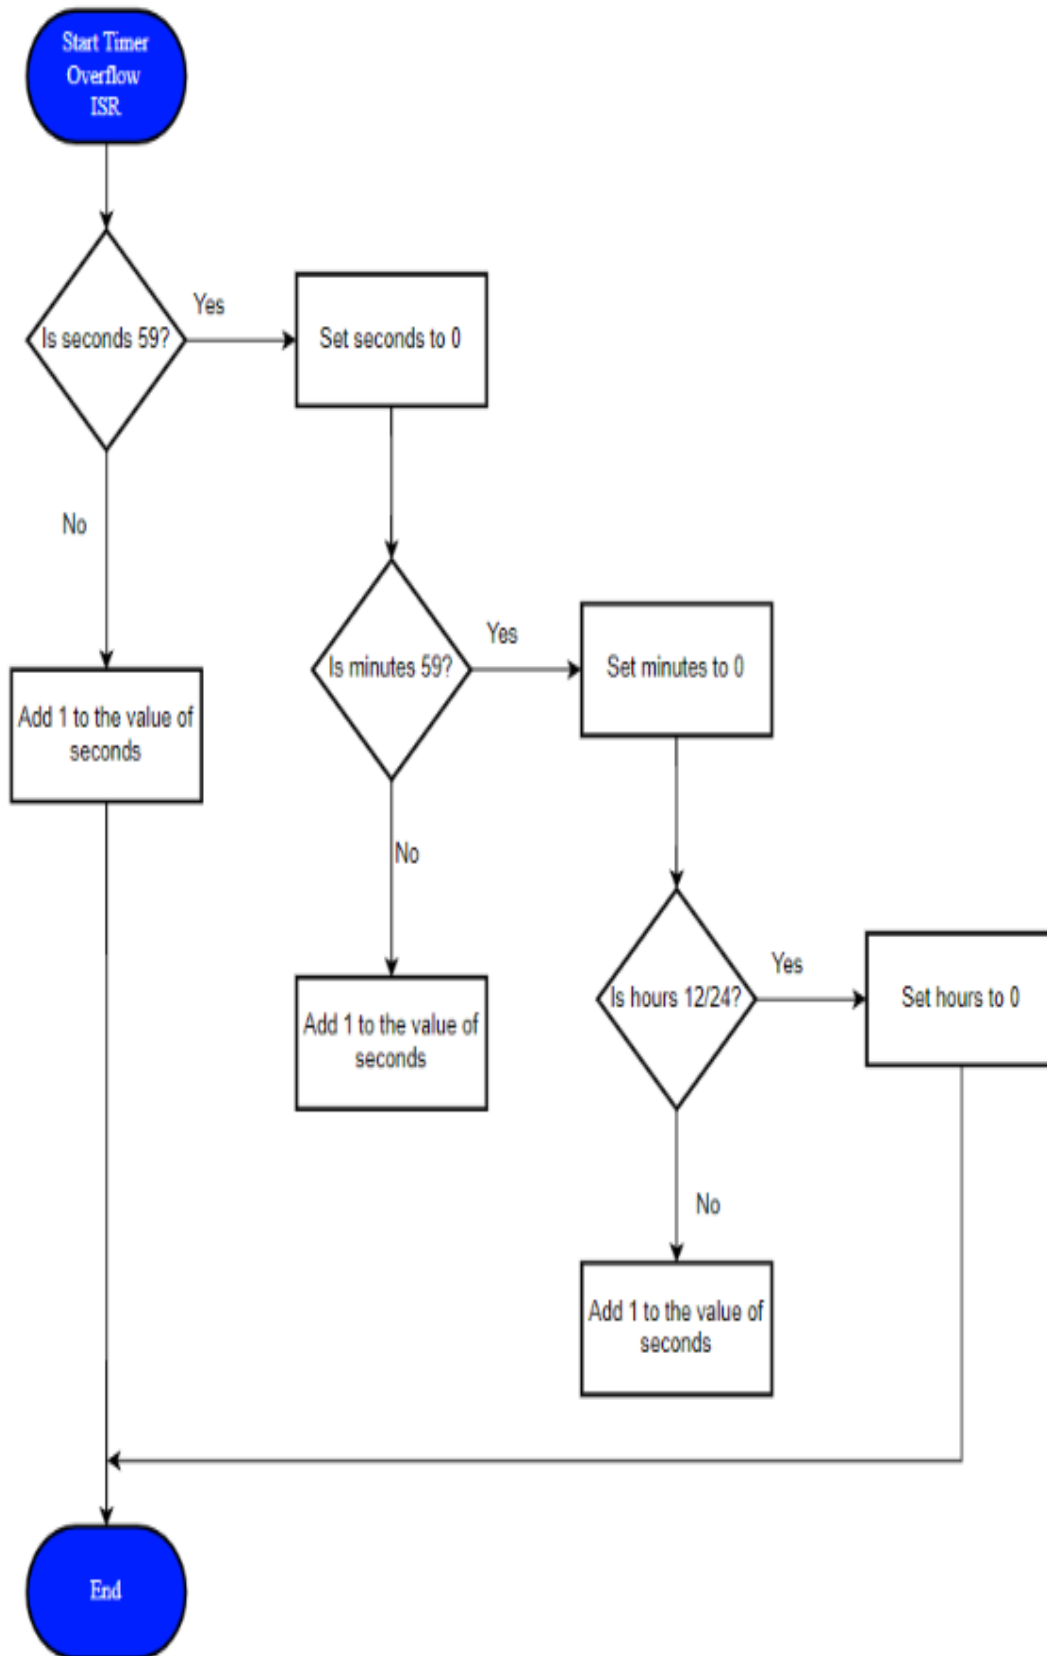 Start Timer
Overflow
ISR
Is seconds 59?
Yes
Set seconds to 0
No
Add 1 to the value of
seconds
Is minutes 59?
Yes
Set minutes to 0
No
Add 1 to the value of
seconds
Is hours 12/24?
Yes
Set hours to 0
No
Add 1 to the value of
seconds
End